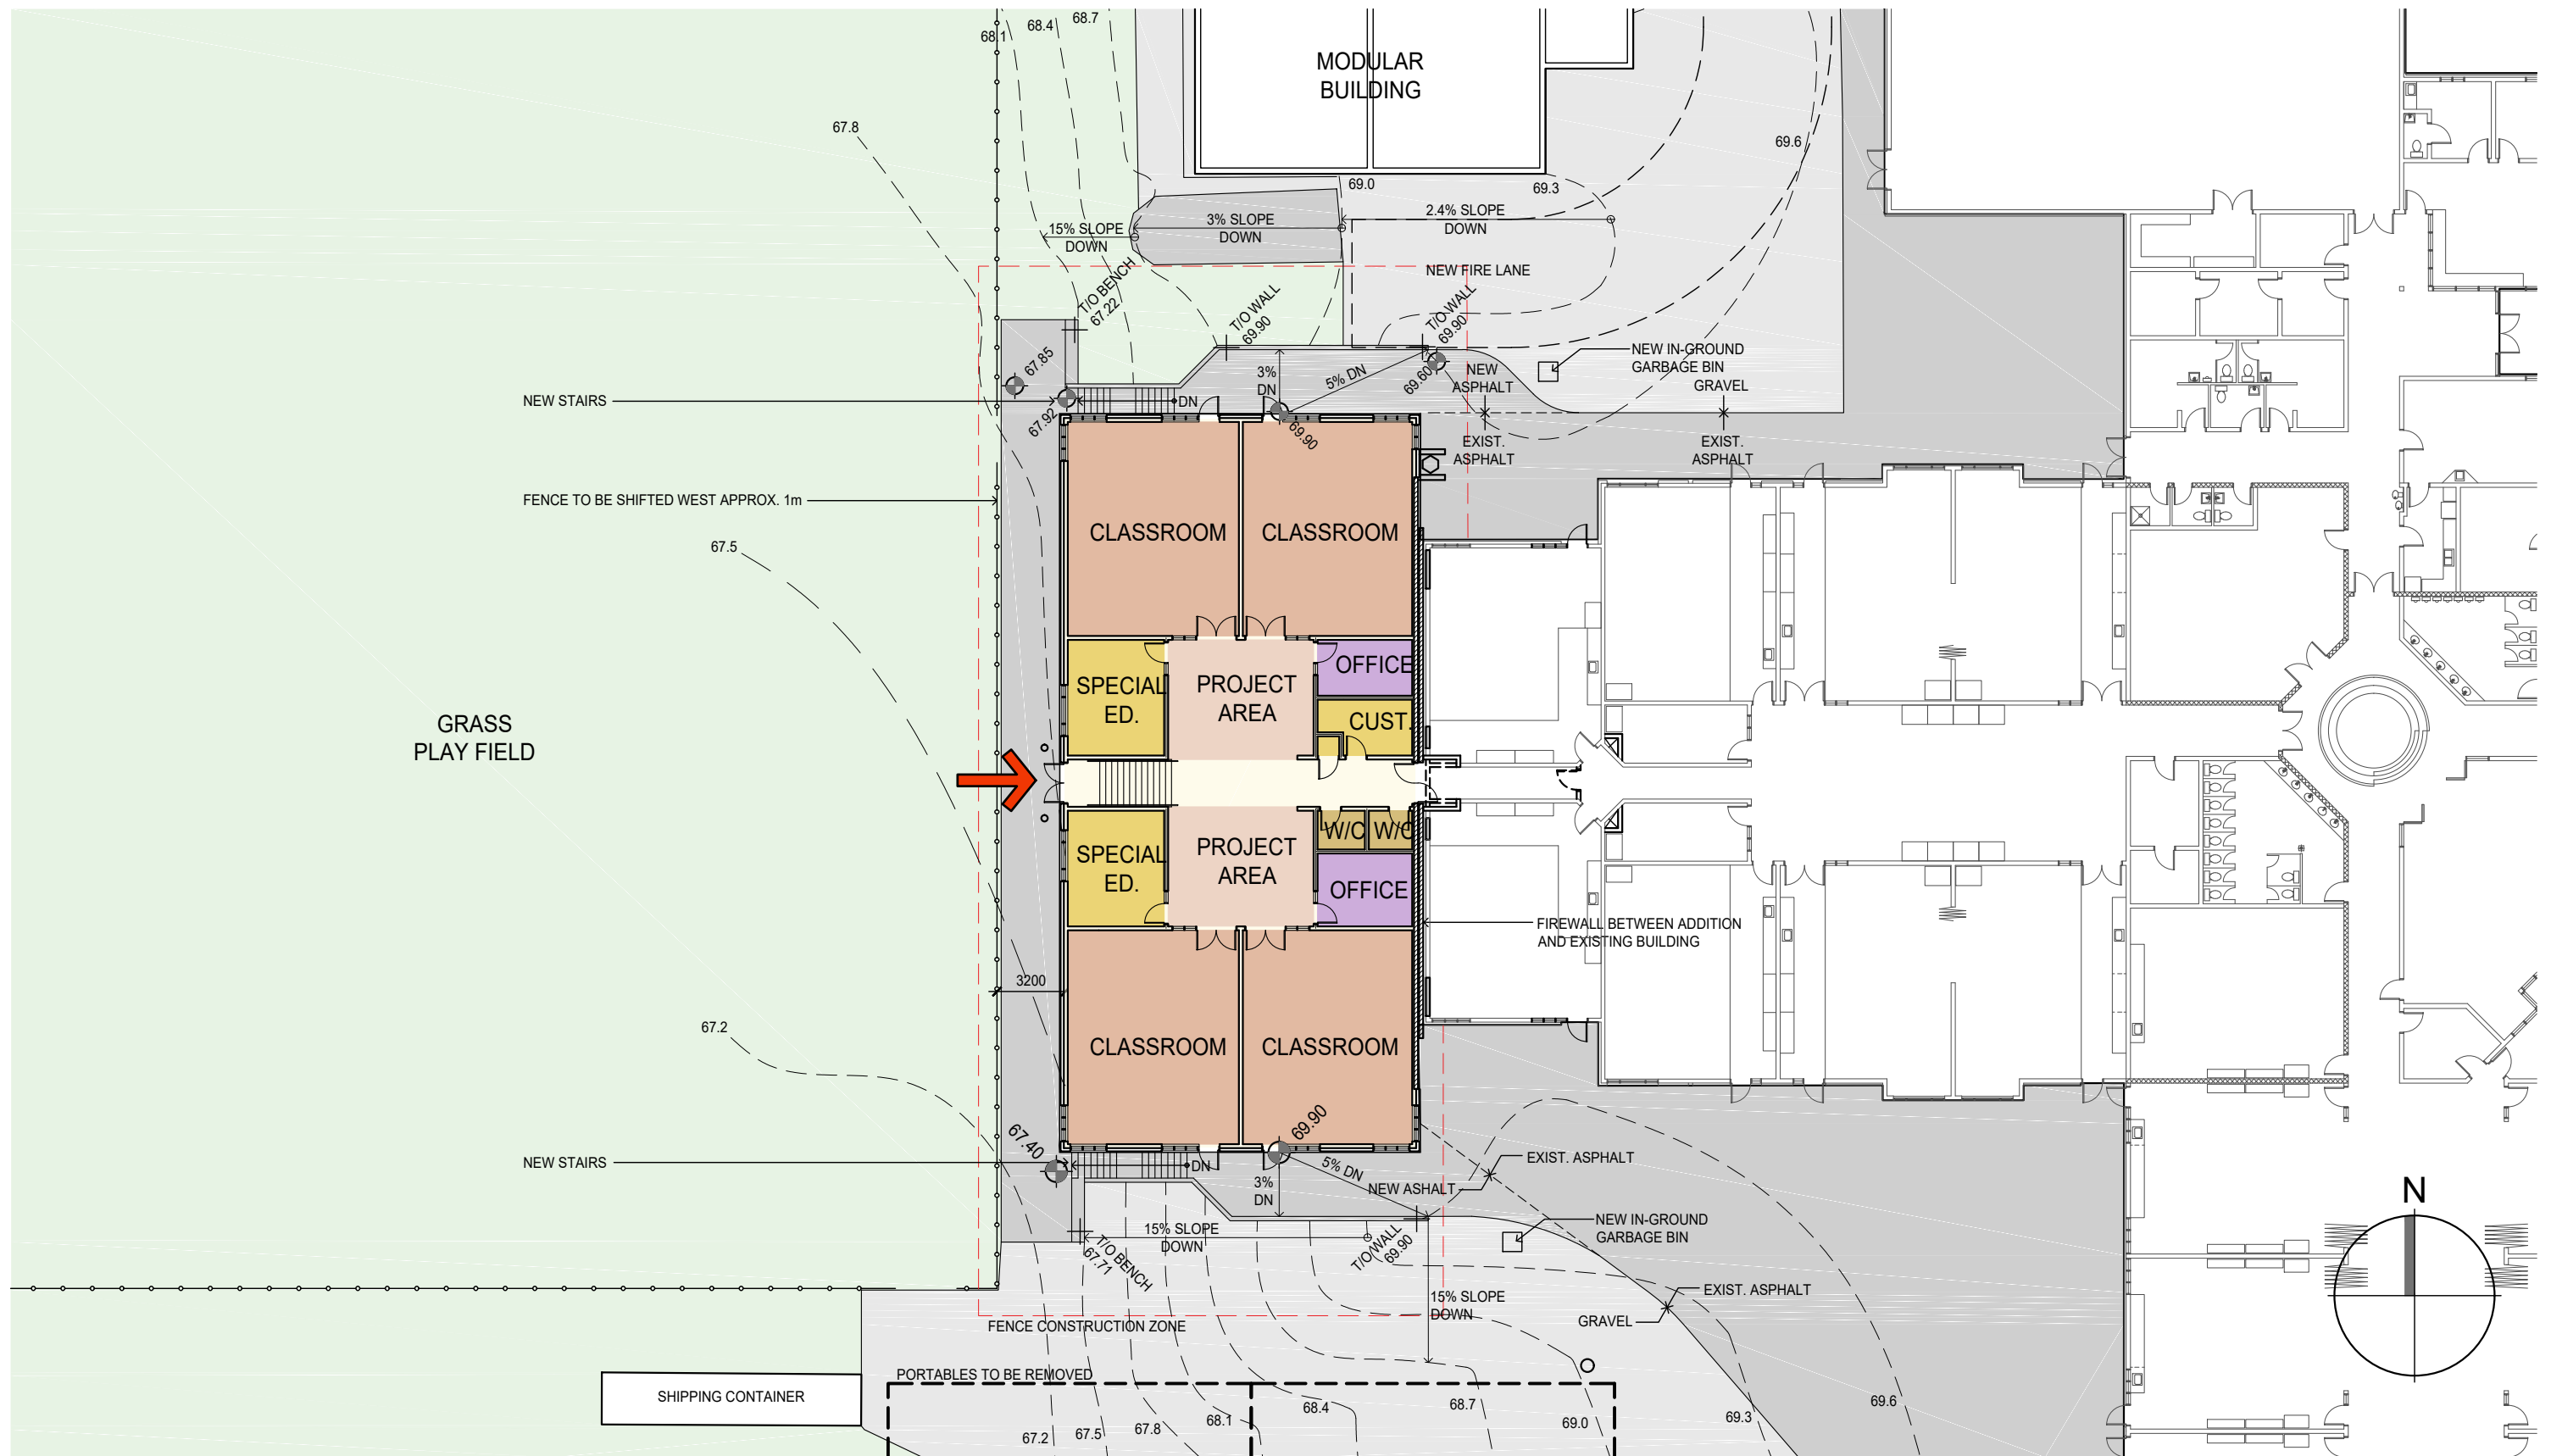 68.7
68.4
68.1
MODULAR
BUILDING
67.8
69.6
69.0
69.3
15% SLOPE
DOWN
3% SLOPE
DOWN
2.4% SLOPE
DOWN
NEW FIRE LANE
T/O BENCH
67.22
T/O WALL
69.90
T/O WALL
69.90
67.85
NEW STAIRS
67.92
DN
3%
DN
5% DN
69.90
69.60
NEW
ASPHALT
NEW IN-GROUND
GARBAGE BIN
GRAVEL
EXIST.
ASPHALT
EXIST.
ASPHALT
FENCE TO BE SHIFTED WEST APPROX. 1m
67.5
CLASSROOM
CLASSROOM
SPECIAL
ED.
PROJECT
AREA
OFFICE
CUST.
GRASS
PLAY FIELD
SPECIAL
ED.
PROJECT
AREA
W/C
W/C
OFFICE
FIREWALL BETWEEN ADDITION
AND EXISTING BUILDING
3200
67.2
CLASSROOM
CLASSROOM
67.40
69.90
NEW STAIRS
DN
3%
DN
5% DN
NEW ASHALT
EXIST. ASPHALT
N
15% SLOPE
DOWN
T/O BENCH
67.71
T/O WALL
69.90
NEW IN-GROUND
GARBAGE BIN
15% SLOPE
DOWN
EXIST. ASPHALT
GRAVEL
FENCE CONSTRUCTION ZONE
PORTABLES TO BE REMOVED
SHIPPING CONTAINER
67.2
67.5
67.8
68.1
68.4
68.7
69.0
69.3
69.6